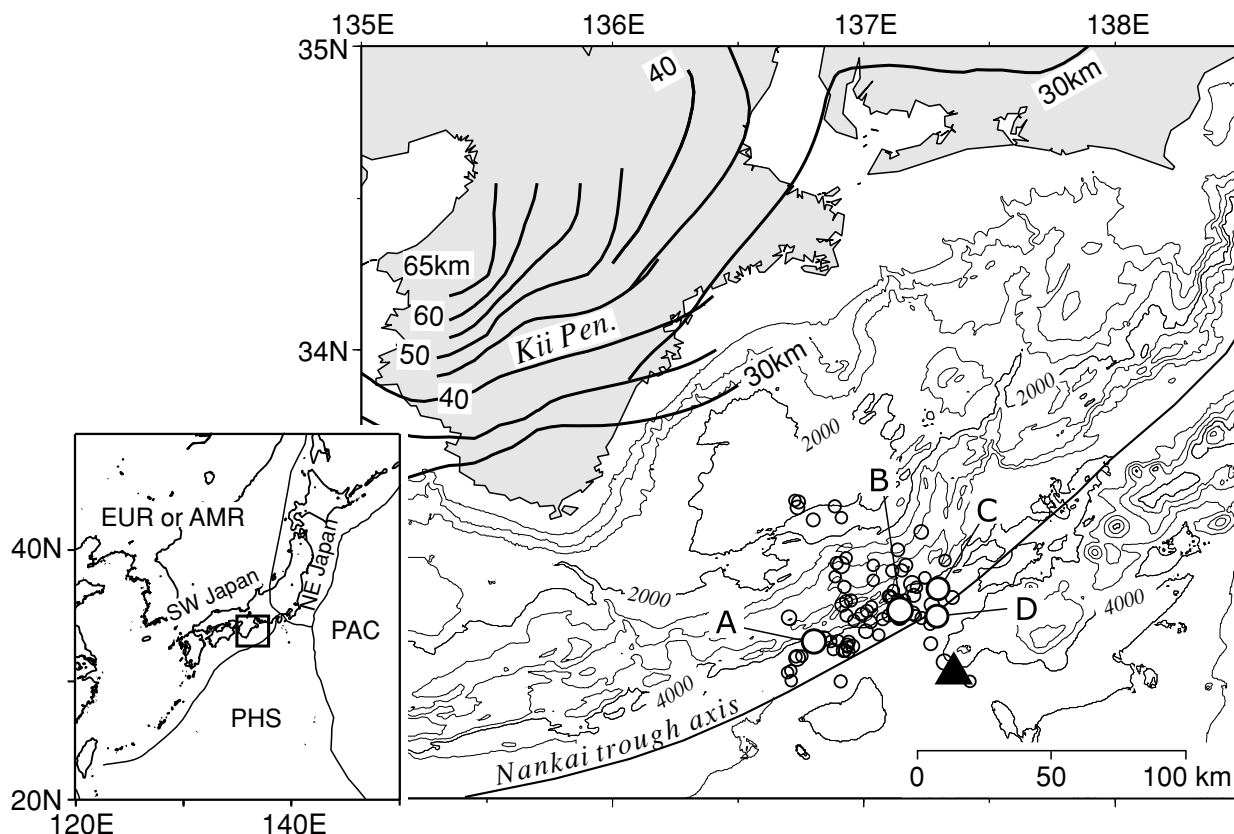 135E
136E
137E
138E
35N
40
30km
65km
60
Kii Pen.
34N
50
40
30km
2000
2000
B
C
EUR or AMR
NE Japan
40N
SW Japan
2000
A
D
4000
PAC
4000
PHS
Nankai trough axis
0
50
100 km
20N
120E
140E